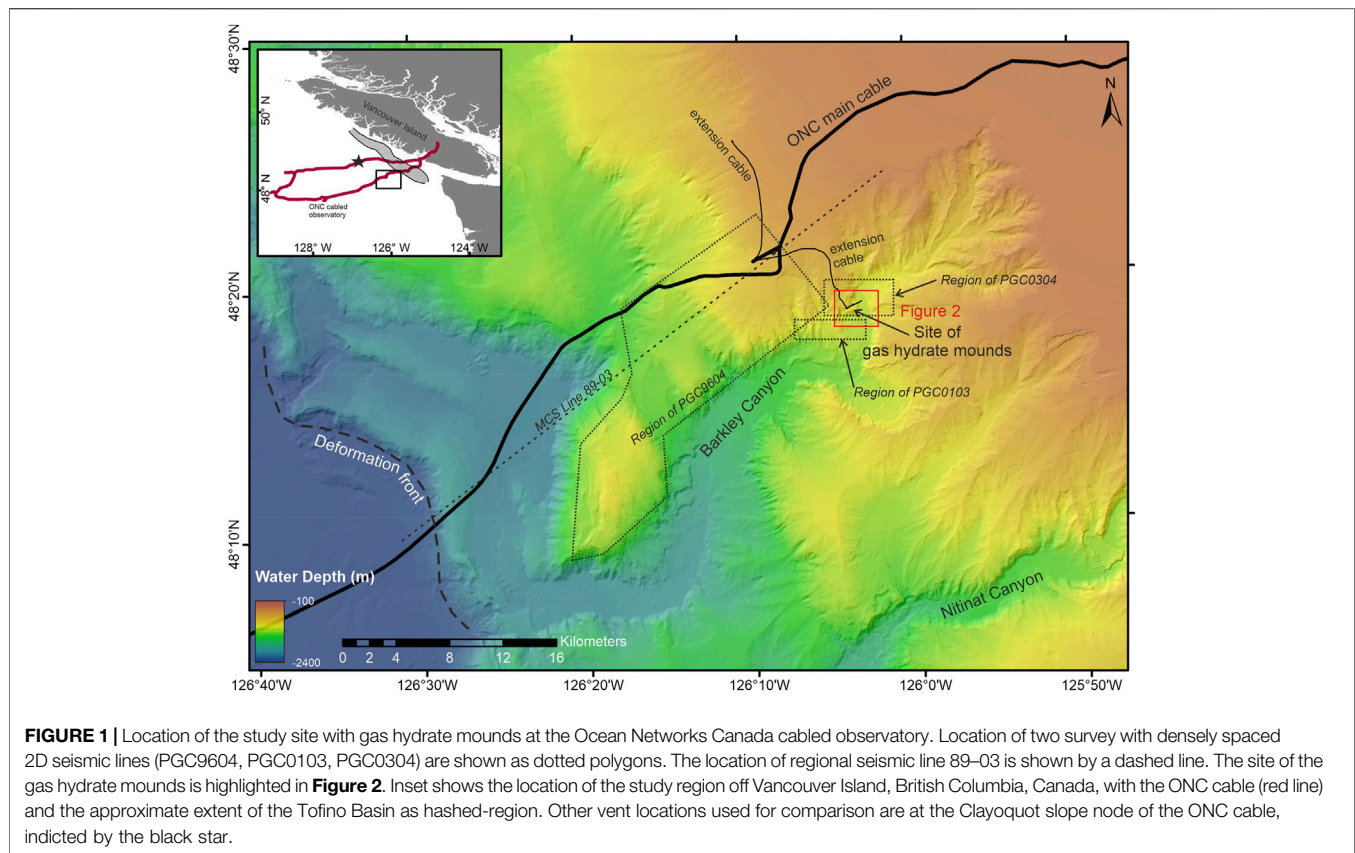 48°30'N
48°20'N
48°10'N
50° N
48° N
Vancouver Island
ONC cabled
observatory
128° W
126° W
124° W
N
ONC main cable
extension cable
extension
cable
Region of PGC0304
Figure 2
Site of
gas hydrate mounds
Region of PGC0103
MCS Line 89-03
Region of PGC9604
Barkley Canyon
Deformation front
Nitinat Canyon
Water Depth (m)
-100
-2400
Kilometers
0 2 4 8 12 16
126°40'W 126°30'W 126°20'W 126°10'W 126°0'W 125°50'W
FIGURE 1 | Location of the study site with gas hydrate mounds at the Ocean Networks Canada cabled observatory. Location of two survey with densely spaced
2D seismic lines (PGC9604, PGC0103, PGC0304) are shown as dotted polygons. The location of regional seismic line 89–03 is shown by a dashed line. The site of the
gas hydrate mounds is highlighted in Figure 2. Inset shows the location of the study region off Vancouver Island, British Columbia, Canada, with the ONC cable (red line)
and the approximate extent of the Tofino Basin as hashed-region. Other vent locations used for comparison are at the Clayoquot slope node of the ONC cable,
indicted by the black star.